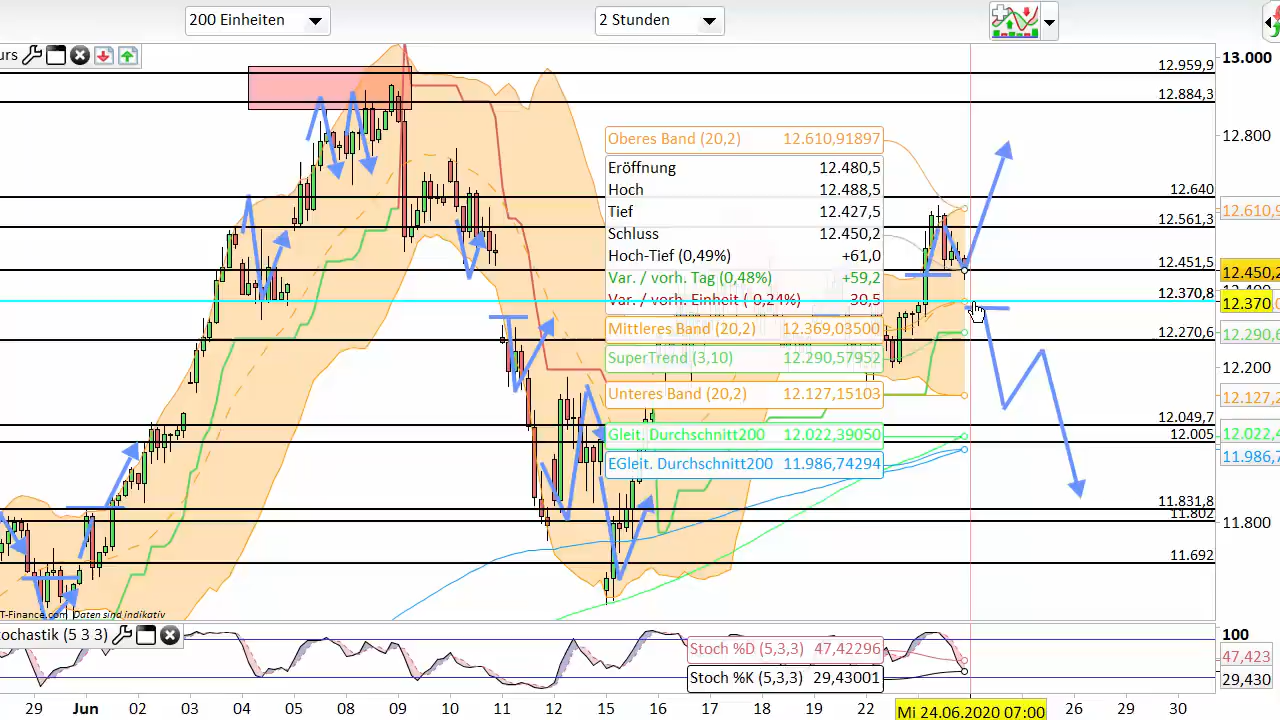 200 Einheiten
2 Stunden
urs
13.000
12.959,9
12.884,3
12.800
12.640
12.561,3
12.610,9
12.451,5
12.450,2
12.370,8
12.370,0
12.270,6
12.290,6
12.200
12.127,2
12.049,7
12.005
12.022,4
11.986,7
11.831,8
11.802
11.800
11.692
Oberes Band (20,2) 12.610,91897
Eröffnung 12.480,5
Hoch 12.488,5
Tief 12.427,5
Schluss 12.450,2
Hoch-Tief (0,49%) +61,0
Var. / vorh. Tag (0,48%) +59,2
Var. / vorh. Einheit (-0,24%) 30,5
Mittleres Band (20,2) 12.369,03500
SuperTrend (3,10) 12.290,57952
Unteres Band (20,2) 12.127,15103
Gleit. Durchschnitt200 12.022,39050
EGleit. Durchschnitt200 11.986,74294
T-Finance.com Daten sind indikativ
tochastik (5 3 3)
Stoch %D (5,3,3) 47,42296
Stoch %K (5,3,3) 29,43001
100
47,423
29,430
29 Jun 02 03 04 05 08 09 10 11 12 15 16 17 18 19 22 Mi 24.06.2020 07:00 26 29 30